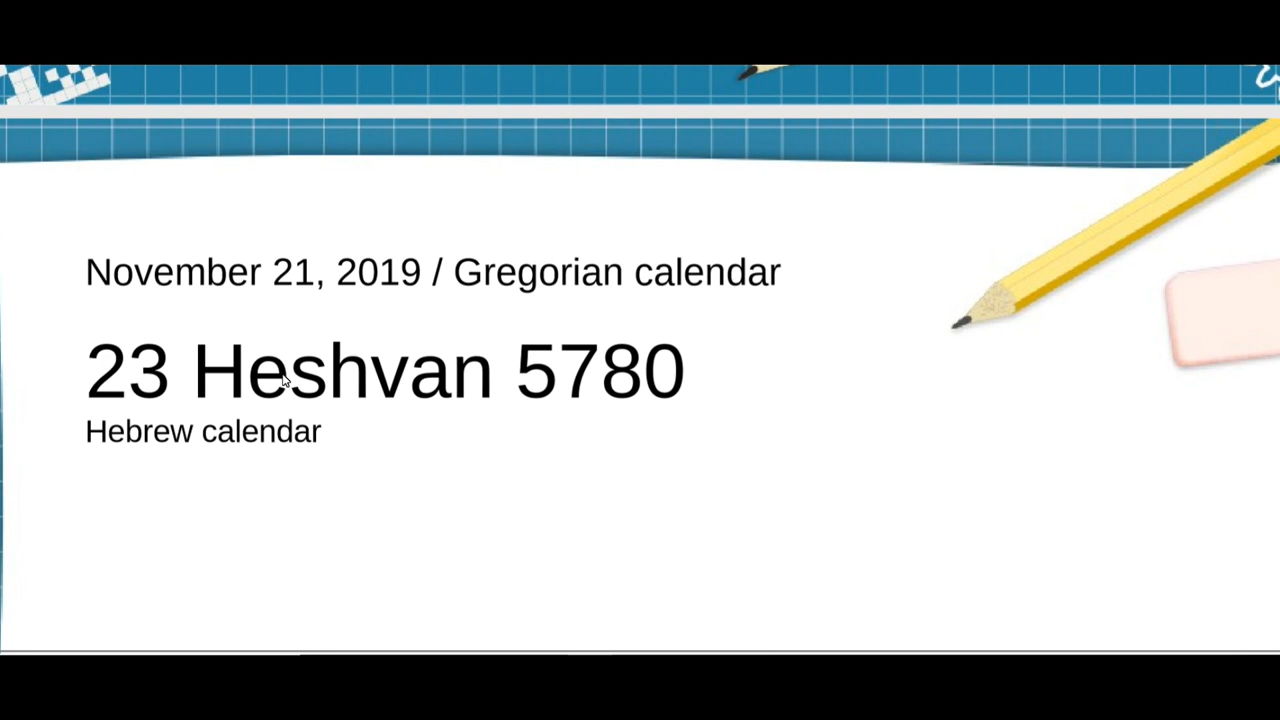 November 21, 2019 / Gregorian calendar
23 Heshvan 5780
Hebrew calendar